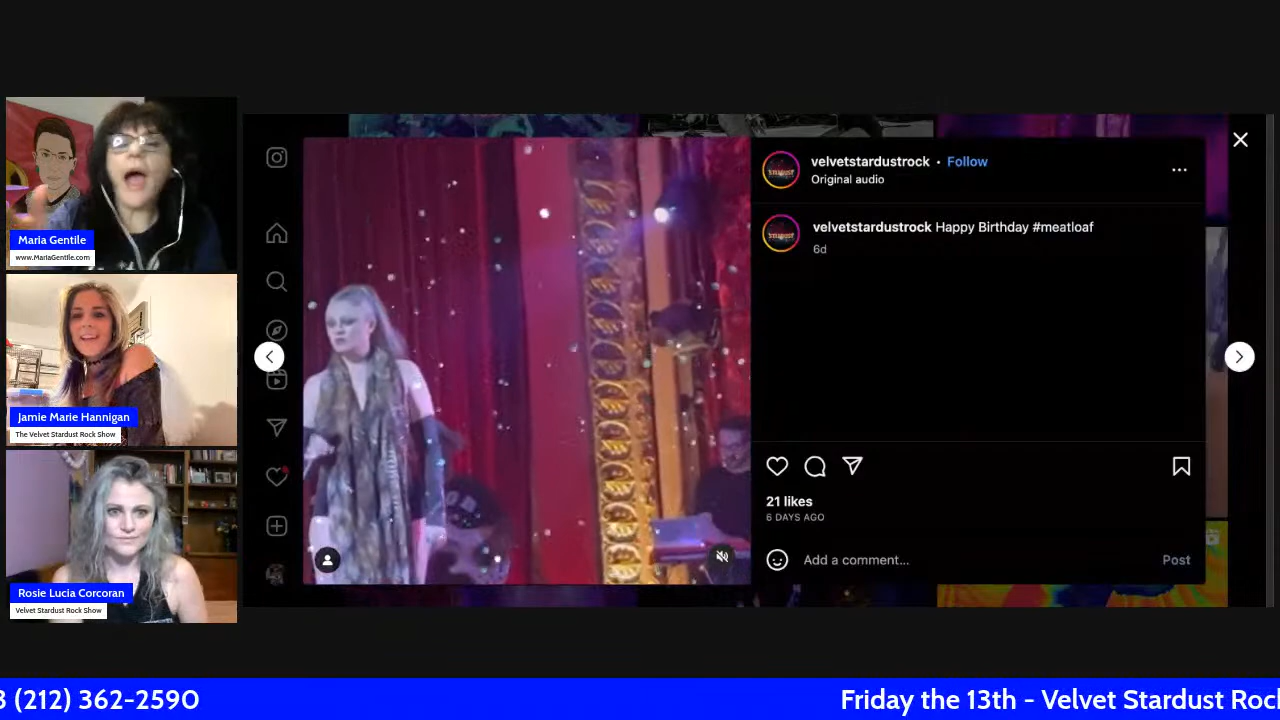 Maria Gentile
www.MariaGentile.com
Jamie Marie Hannigan
The Velvet Stardust Rock Show
Rosie Lucia Corcoran
Velvet Stardust Rock Show
velvetstardustrock • Follow
Original audio
velvetstardustrock Happy Birthday #meatloaf
6d
21 likes
6 DAYS AGO
Add a comment...
Post
(212) 362-2590
Friday the 13th - Velvet Stardust Rock